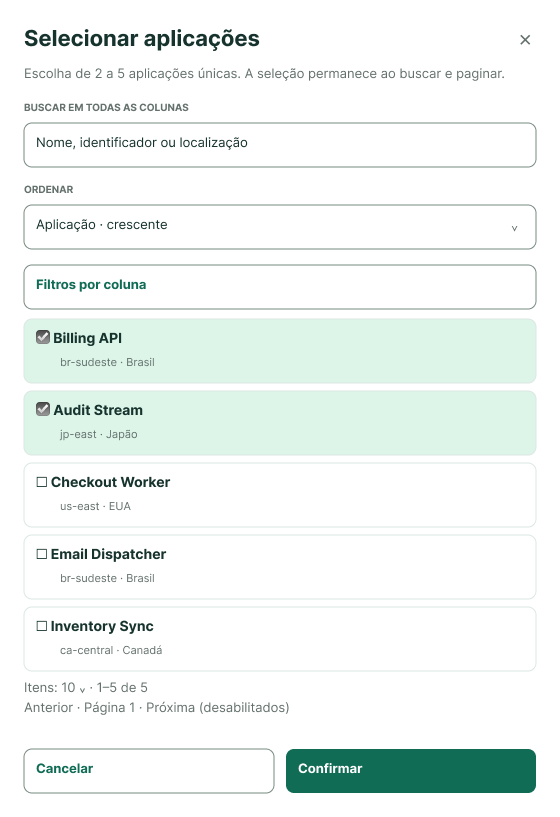 Selecionar aplicações ×
Escolha de 2 a 5 aplicações únicas. A seleção permanece ao buscar e paginar.
BUSCAR EM TODAS AS COLUNAS
Nome, identificador ou localização
ORDENAR
Aplicação · crescente ˅
Filtros por coluna
☑ Billing API
br-sudeste · Brasil
☑ Audit Stream
jp-east · Japão
☐ Checkout Worker
us-east · EUA
☐ Email Dispatcher
br-sudeste · Brasil
☐ Inventory Sync
ca-central · Canadá
Itens: 10 ˅ · 1–5 de 5
Anterior · Página 1 · Próxima (desabilitados)
Cancelar
Confirmar